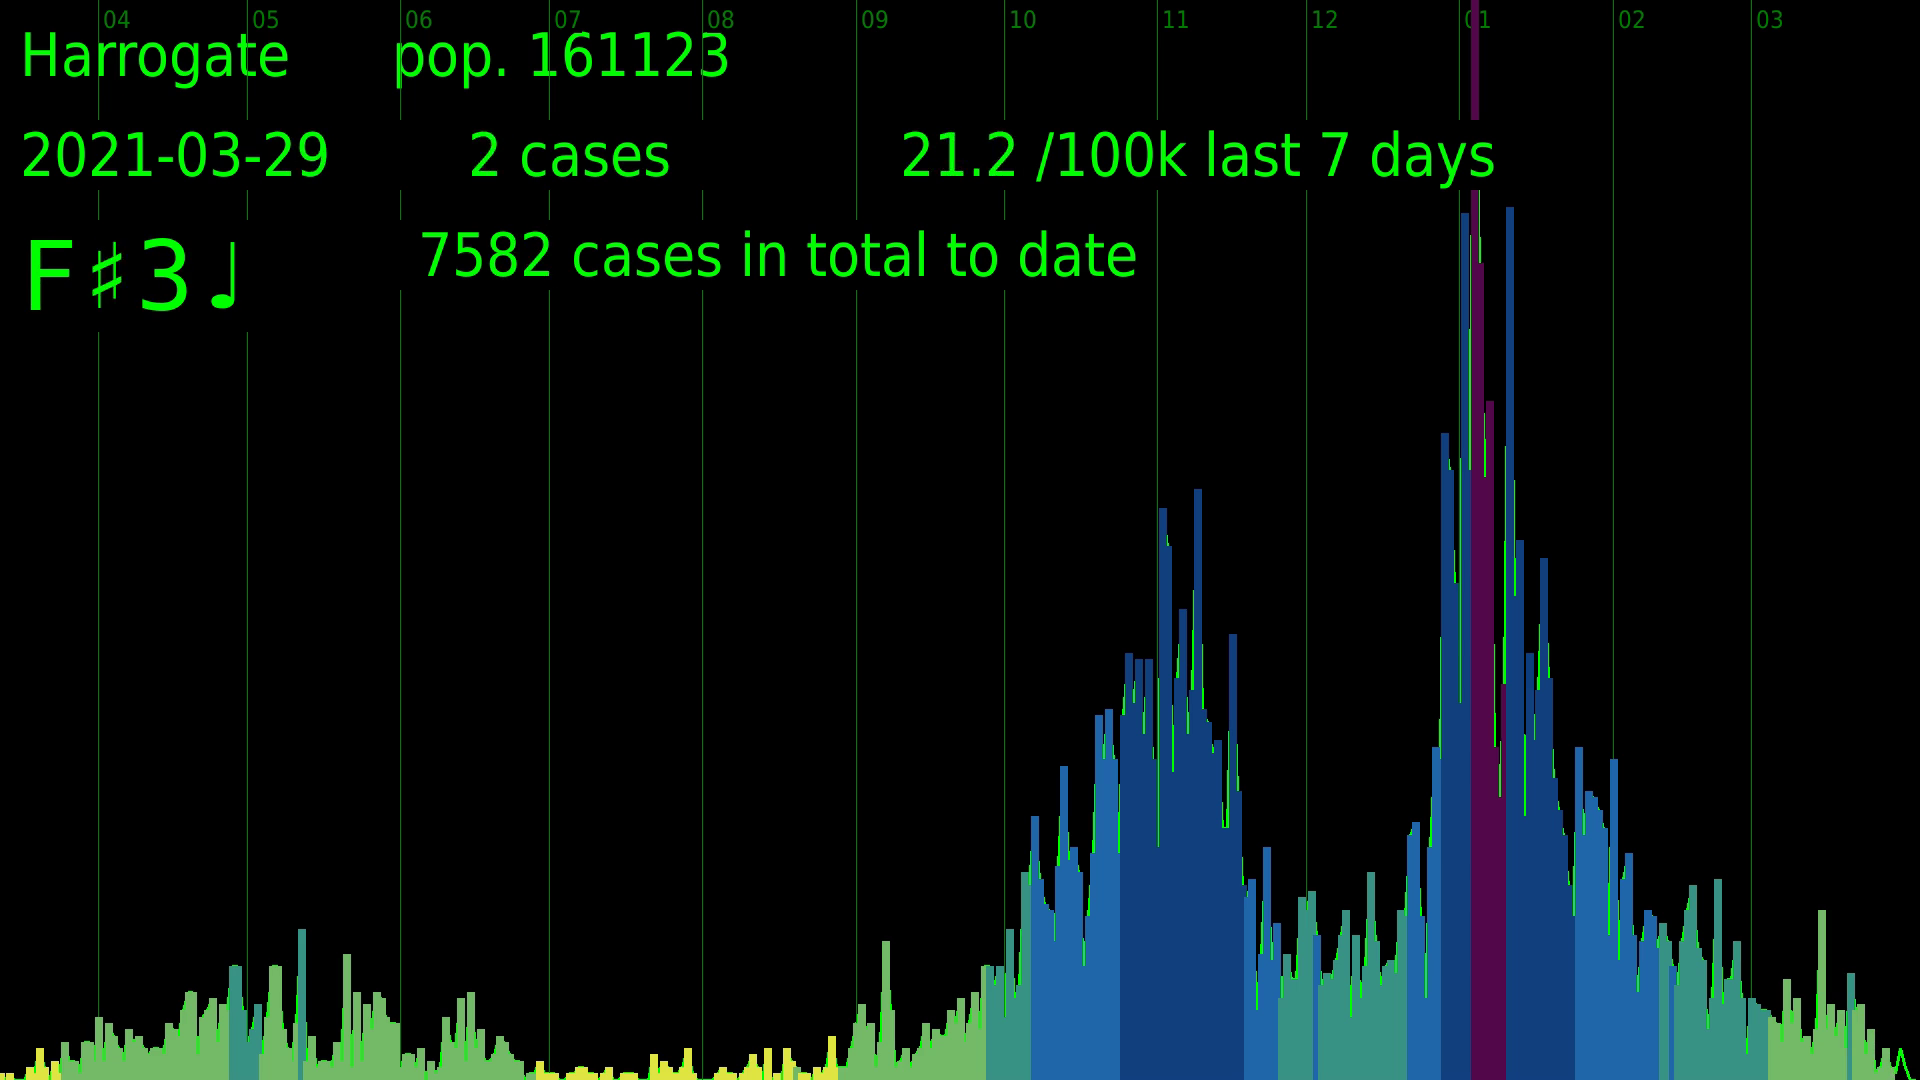 04 05 06 07 08 09 10 11 12 01 02 03
Harrogate pop. 161123
2021-03-29 2 cases 21.2 /100k last 7 days
F♯3♩ 7582 cases in total to date